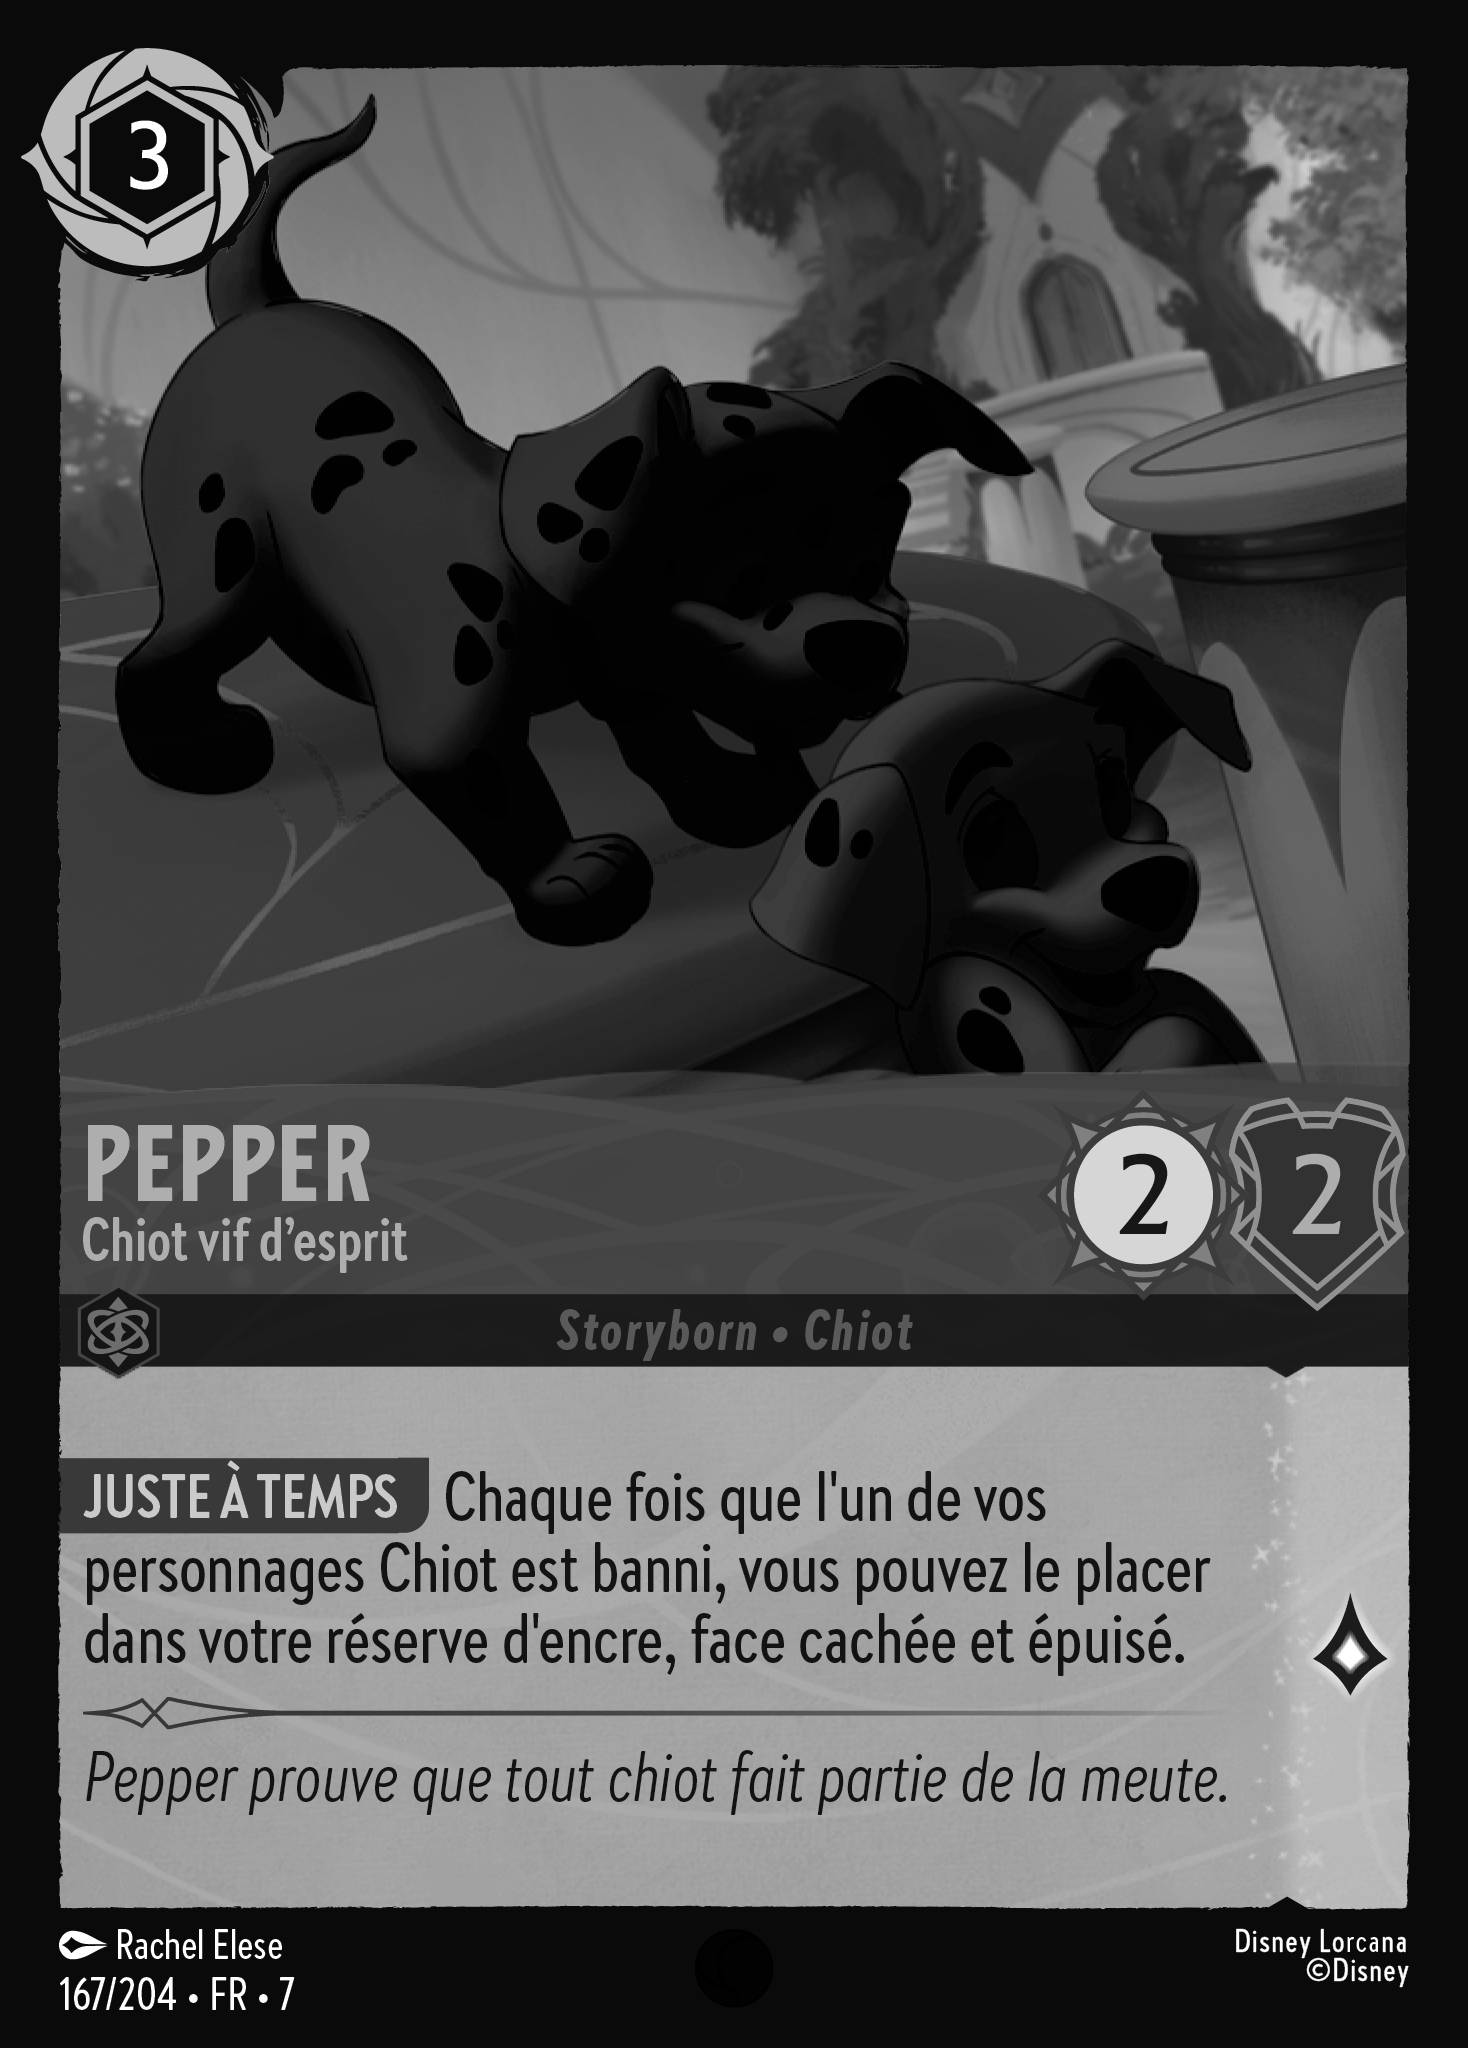 3
PEPPER
Chiot vif d’esprit
2 2
Storyborn • Chiot
JUSTE À TEMPS Chaque fois que l'un de vos
personnages Chiot est banni, vous pouvez le placer
dans votre réserve d'encre, face cachée et épuisé.
Pepper prouve que tout chiot fait partie de la meute.
Rachel Elese
167/204 • FR • 7
Disney Lorcana
©Disney